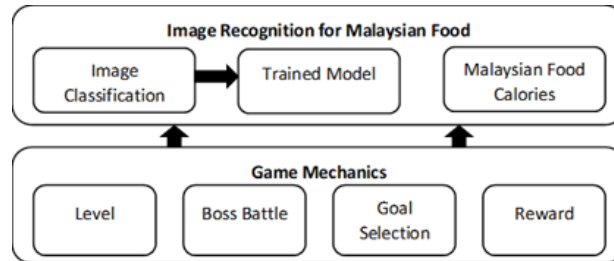 Image Recognition for Malaysian Food
Image
Classification
Trained Model
Malaysian Food
Calories
Game Mechanics
Level
Boss Battle
Goal
Selection
Reward